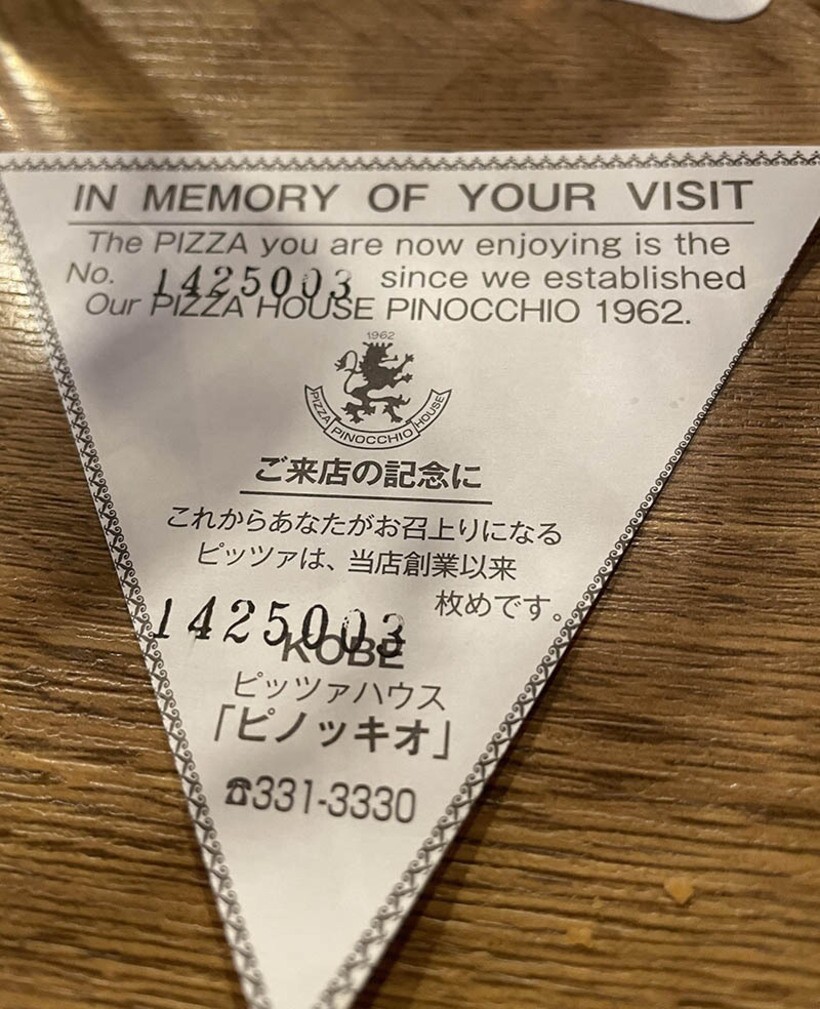 IN MEMORY OF YOUR VISIT
The PIZZA you are now enjoying is the
No. 1425003 since we established
Our PIZZA HOUSE PINOCCHIO 1962.
1962
PIZZA PINOCCHIO HOUSE
ご来店の記念に
これからあなたがお召上りになる
ピッツァは、当店創業以来
1425003 枚めです。
KOBE
ピッツァハウス
「ピノッキオ」
☎331-3330